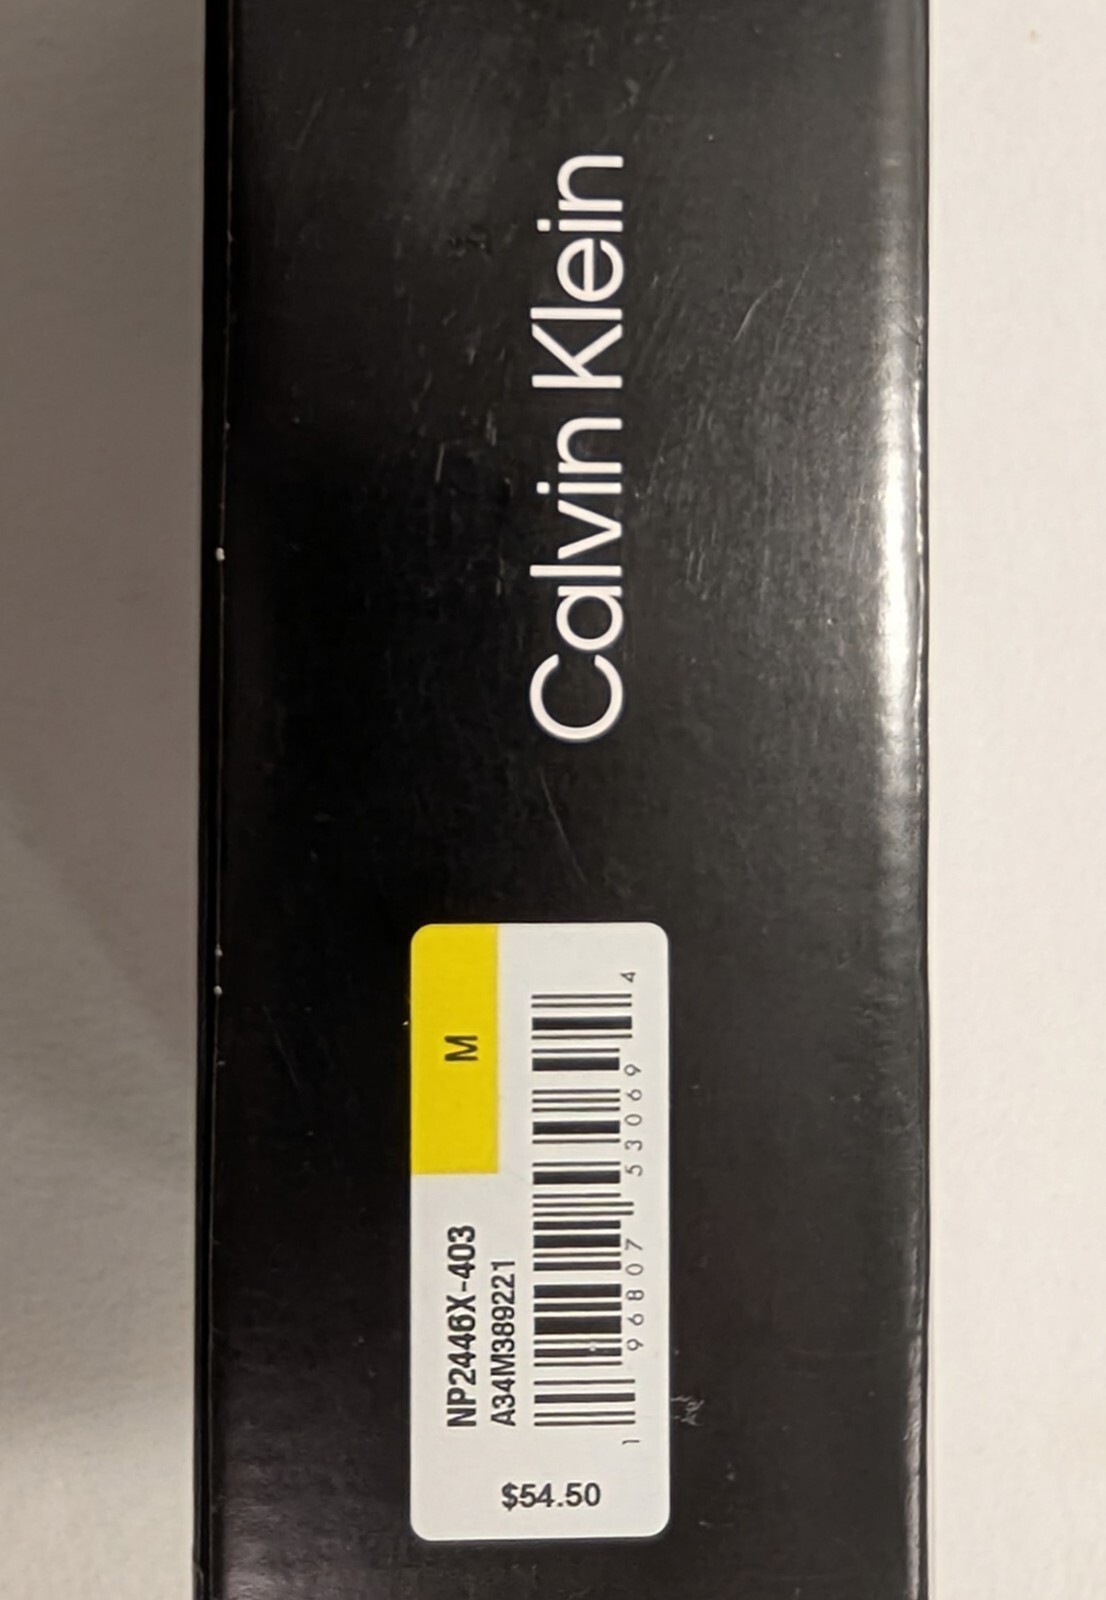 Calvin Klein
M
NP2446X-403
A34M389221
1 96807 53069 4
$54.50